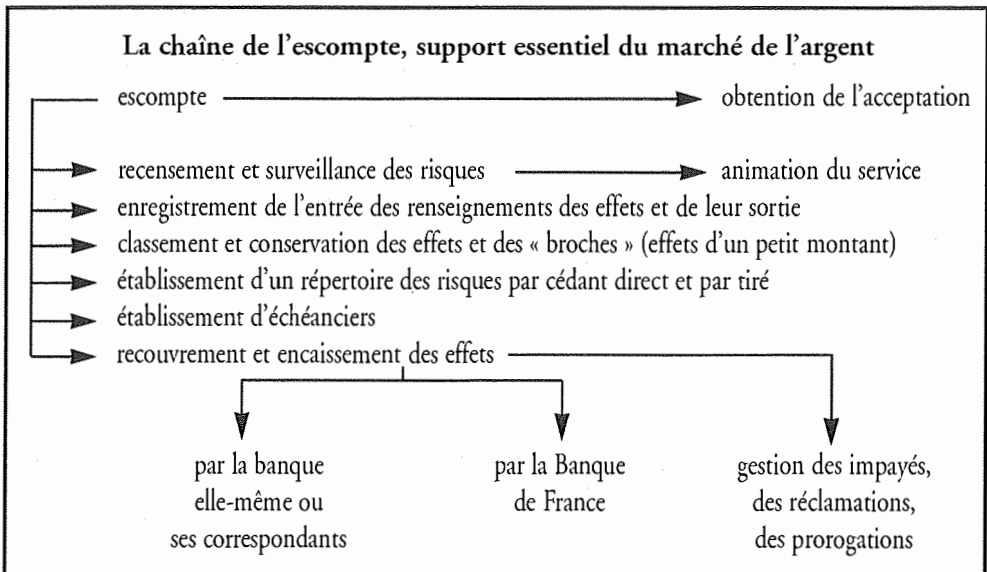 La chaîne de l'escompte, support essentiel du marché de l'argent
escompte
obtention de l'acceptation
recensement et surveillance des risques
animation du service
enregistrement de l'entrée des renseignements des effets et de leur sortie
classement et conservation des effets et des « broches » (effets d'un petit montant)
établissement d'un répertoire des risques par cédant direct et par tiré
établissement d'échéanciers
recouvrement et encaissement des effets
par la banque
elle-même ou
ses correspondants
par la Banque
de France
gestion des impayés,
des réclamations,
des prorogations